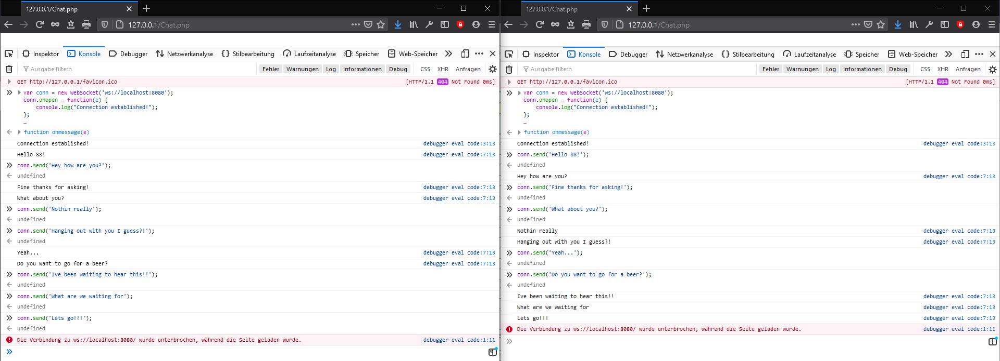 127.0.0.1/Chat.php
127.0.0.1/Chat.php
Inspektor Konsole Debugger Netzwerkanalyse Stilbearbeitung Laufzeitanalyse Speicher Web-Speicher
Ausgabe filtern Fehler Warnungen Log Informationen Debug CSS XHR Anfragen
GET http://127.0.0.1/favicon.ico [HTTP/1.1 404 Not Found 0ms]
var conn = new WebSocket('ws://localhost:8080');
conn.onopen = function(e) {
console.log("Connection established!");
};
…
function onmessage(e)
Connection established! debugger eval code:3:13
Hello 88! debugger eval code:7:13
conn.send('Hey how are you?');
undefined
Fine thanks for asking! debugger eval code:7:13
What about you? debugger eval code:7:13
conn.send('Nothin really');
undefined
conn.send('Hanging out with you I guess?!');
undefined
Yeah... debugger eval code:7:13
Do you want to go for a beer? debugger eval code:7:13
conn.send('Ive been waiting to hear this!!');
undefined
conn.send('What are we waiting for');
undefined
conn.send('Lets go!!!');
undefined
Die Verbindung zu ws://localhost:8080/ wurde unterbrochen, während die Seite geladen wurde. debugger eval code:1:11
127.0.0.1/Chat.php
127.0.0.1/Chat.php
Inspektor Konsole Debugger Netzwerkanalyse Stilbearbeitung Laufzeitanalyse Speicher Web-Speicher
Ausgabe filtern Fehler Warnungen Log Informationen Debug CSS XHR Anfragen
GET http://127.0.0.1/favicon.ico [HTTP/1.1 404 Not Found 0ms]
var conn = new WebSocket('ws://localhost:8080');
conn.onopen = function(e) {
console.log("Connection established!");
};
…
function onmessage(e)
Connection established! debugger eval code:3:13
conn.send('Hello 88!');
undefined
Hey how are you? debugger eval code:7:13
conn.send('Fine thanks for asking!');
undefined
conn.send('What about you?');
undefined
Nothin really debugger eval code:7:13
Hanging out with you I guess?! debugger eval code:7:13
conn.send('Yeah...');
undefined
conn.send('Do you want to go for a beer?');
undefined
Ive been waiting to hear this!! debugger eval code:7:13
What are we waiting for debugger eval code:7:13
Lets go!!! debugger eval code:7:13
Die Verbindung zu ws://localhost:8080/ wurde unterbrochen, während die Seite geladen wurde. debugger eval code:1:11